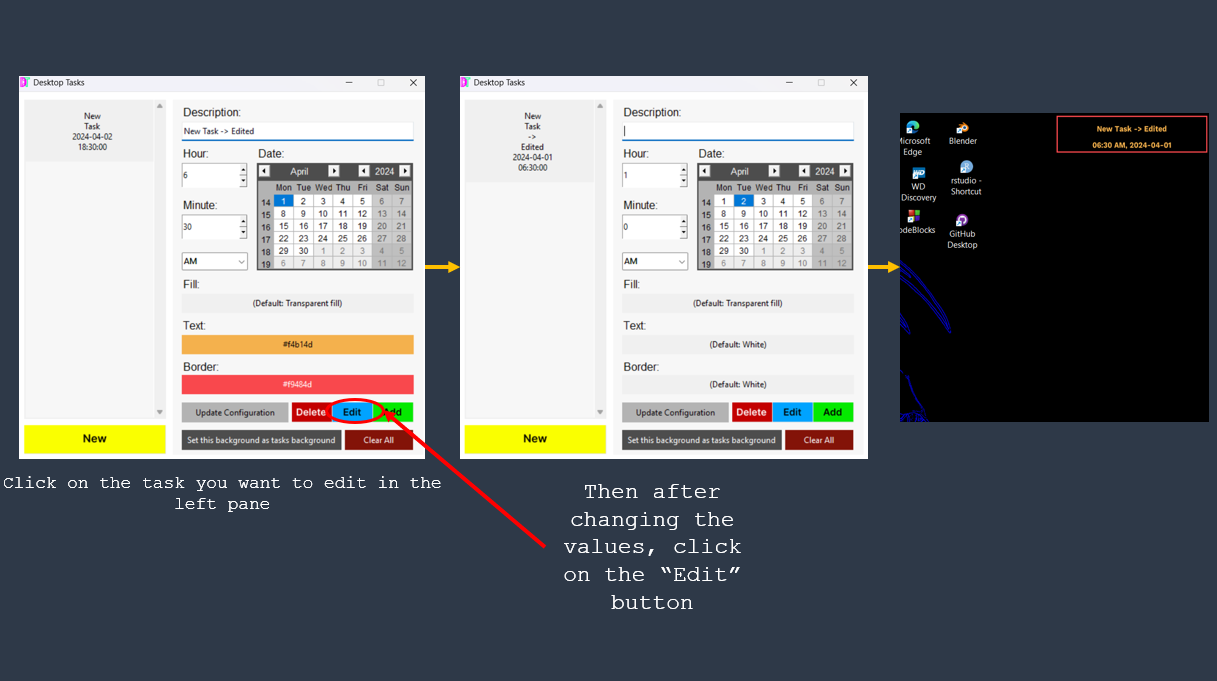 Desktop Tasks
New
Task
2024-04-02
18:30:00
New
Description:
New Task -> Edited
Hour:
Date:
6
April
2024
Mon Tue Wed Thu Fri Sat Sun
14 1 2 3 4 5 6 7
Minute:
15 8 9 10 11 12 13 14
30
16 15 16 17 18 19 20 21
17 22 23 24 25 26 27 28
18 29 30 1 2 3 4 5
AM
19 6 7 8 9 10 11 12
Fill:
(Default: Transparent fill)
Text:
#f4b14d
Border:
#f9484d
Update Configuration Delete Edit Add
Set this background as tasks background Clear All
Desktop Tasks
New
Task
->
Edited
2024-04-01
06:30:00
New
Description:
Hour:
Date:
1
April
2024
Mon Tue Wed Thu Fri Sat Sun
14 1 2 3 4 5 6 7
Minute:
15 8 9 10 11 12 13 14
0
16 15 16 17 18 19 20 21
17 22 23 24 25 26 27 28
18 29 30 1 2 3 4 5
AM
19 6 7 8 9 10 11 12
Fill:
(Default: Transparent fill)
Text:
(Default: White)
Border:
(Default: White)
Update Configuration Delete Edit Add
Set this background as tasks background Clear All
New Task -> Edited
06:30 AM, 2024-04-01
Edge
Blender
WD
Discovery
rstudio -
Shortcut
GitHub
Desktop
Click on the task you want to edit in the
left pane
Then after
changing the
values, click
on the “Edit”
button